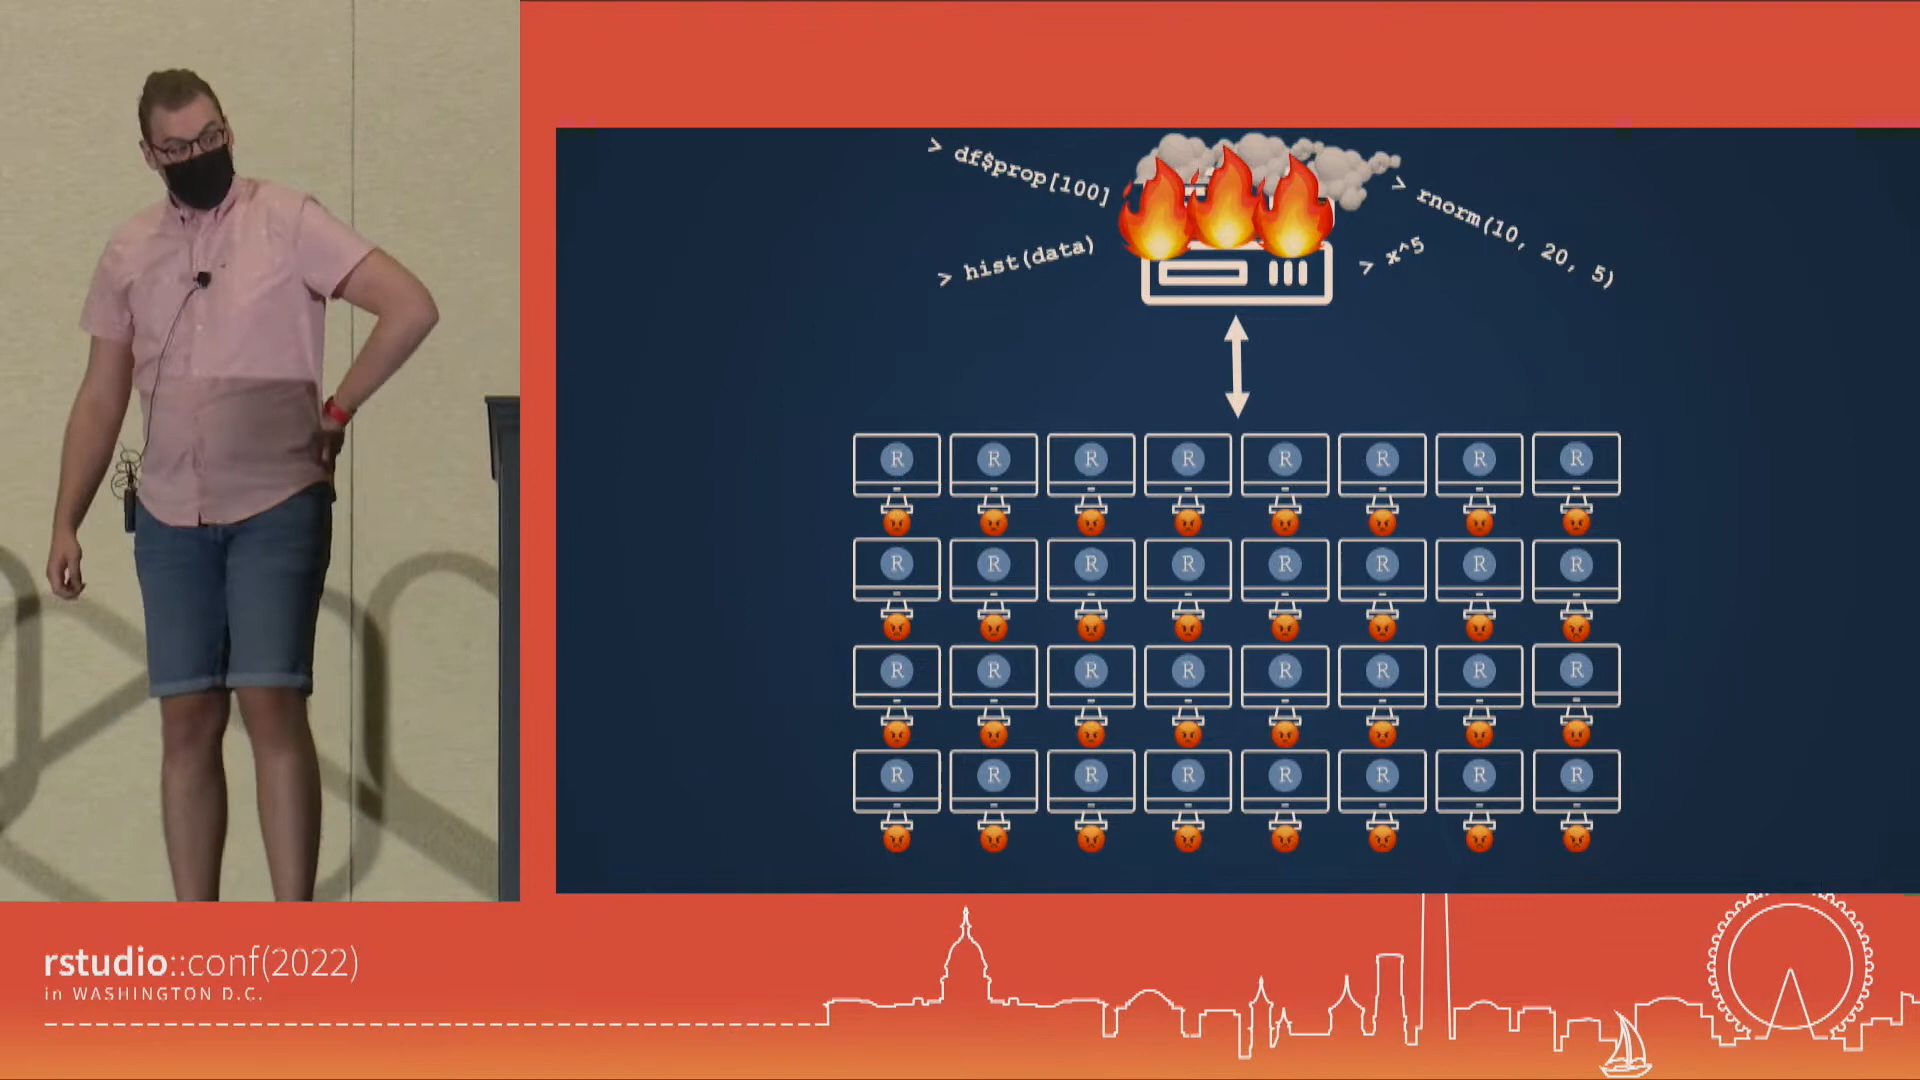 > df$prop[100]
> rnorm(10, 20, 5)
> hist(data)
> x^5
R R R R R R R R
R R R R R R R R
R R R R R R R R
R R R R R R R R
rstudio::conf(2022)
in WASHINGTON D.C.